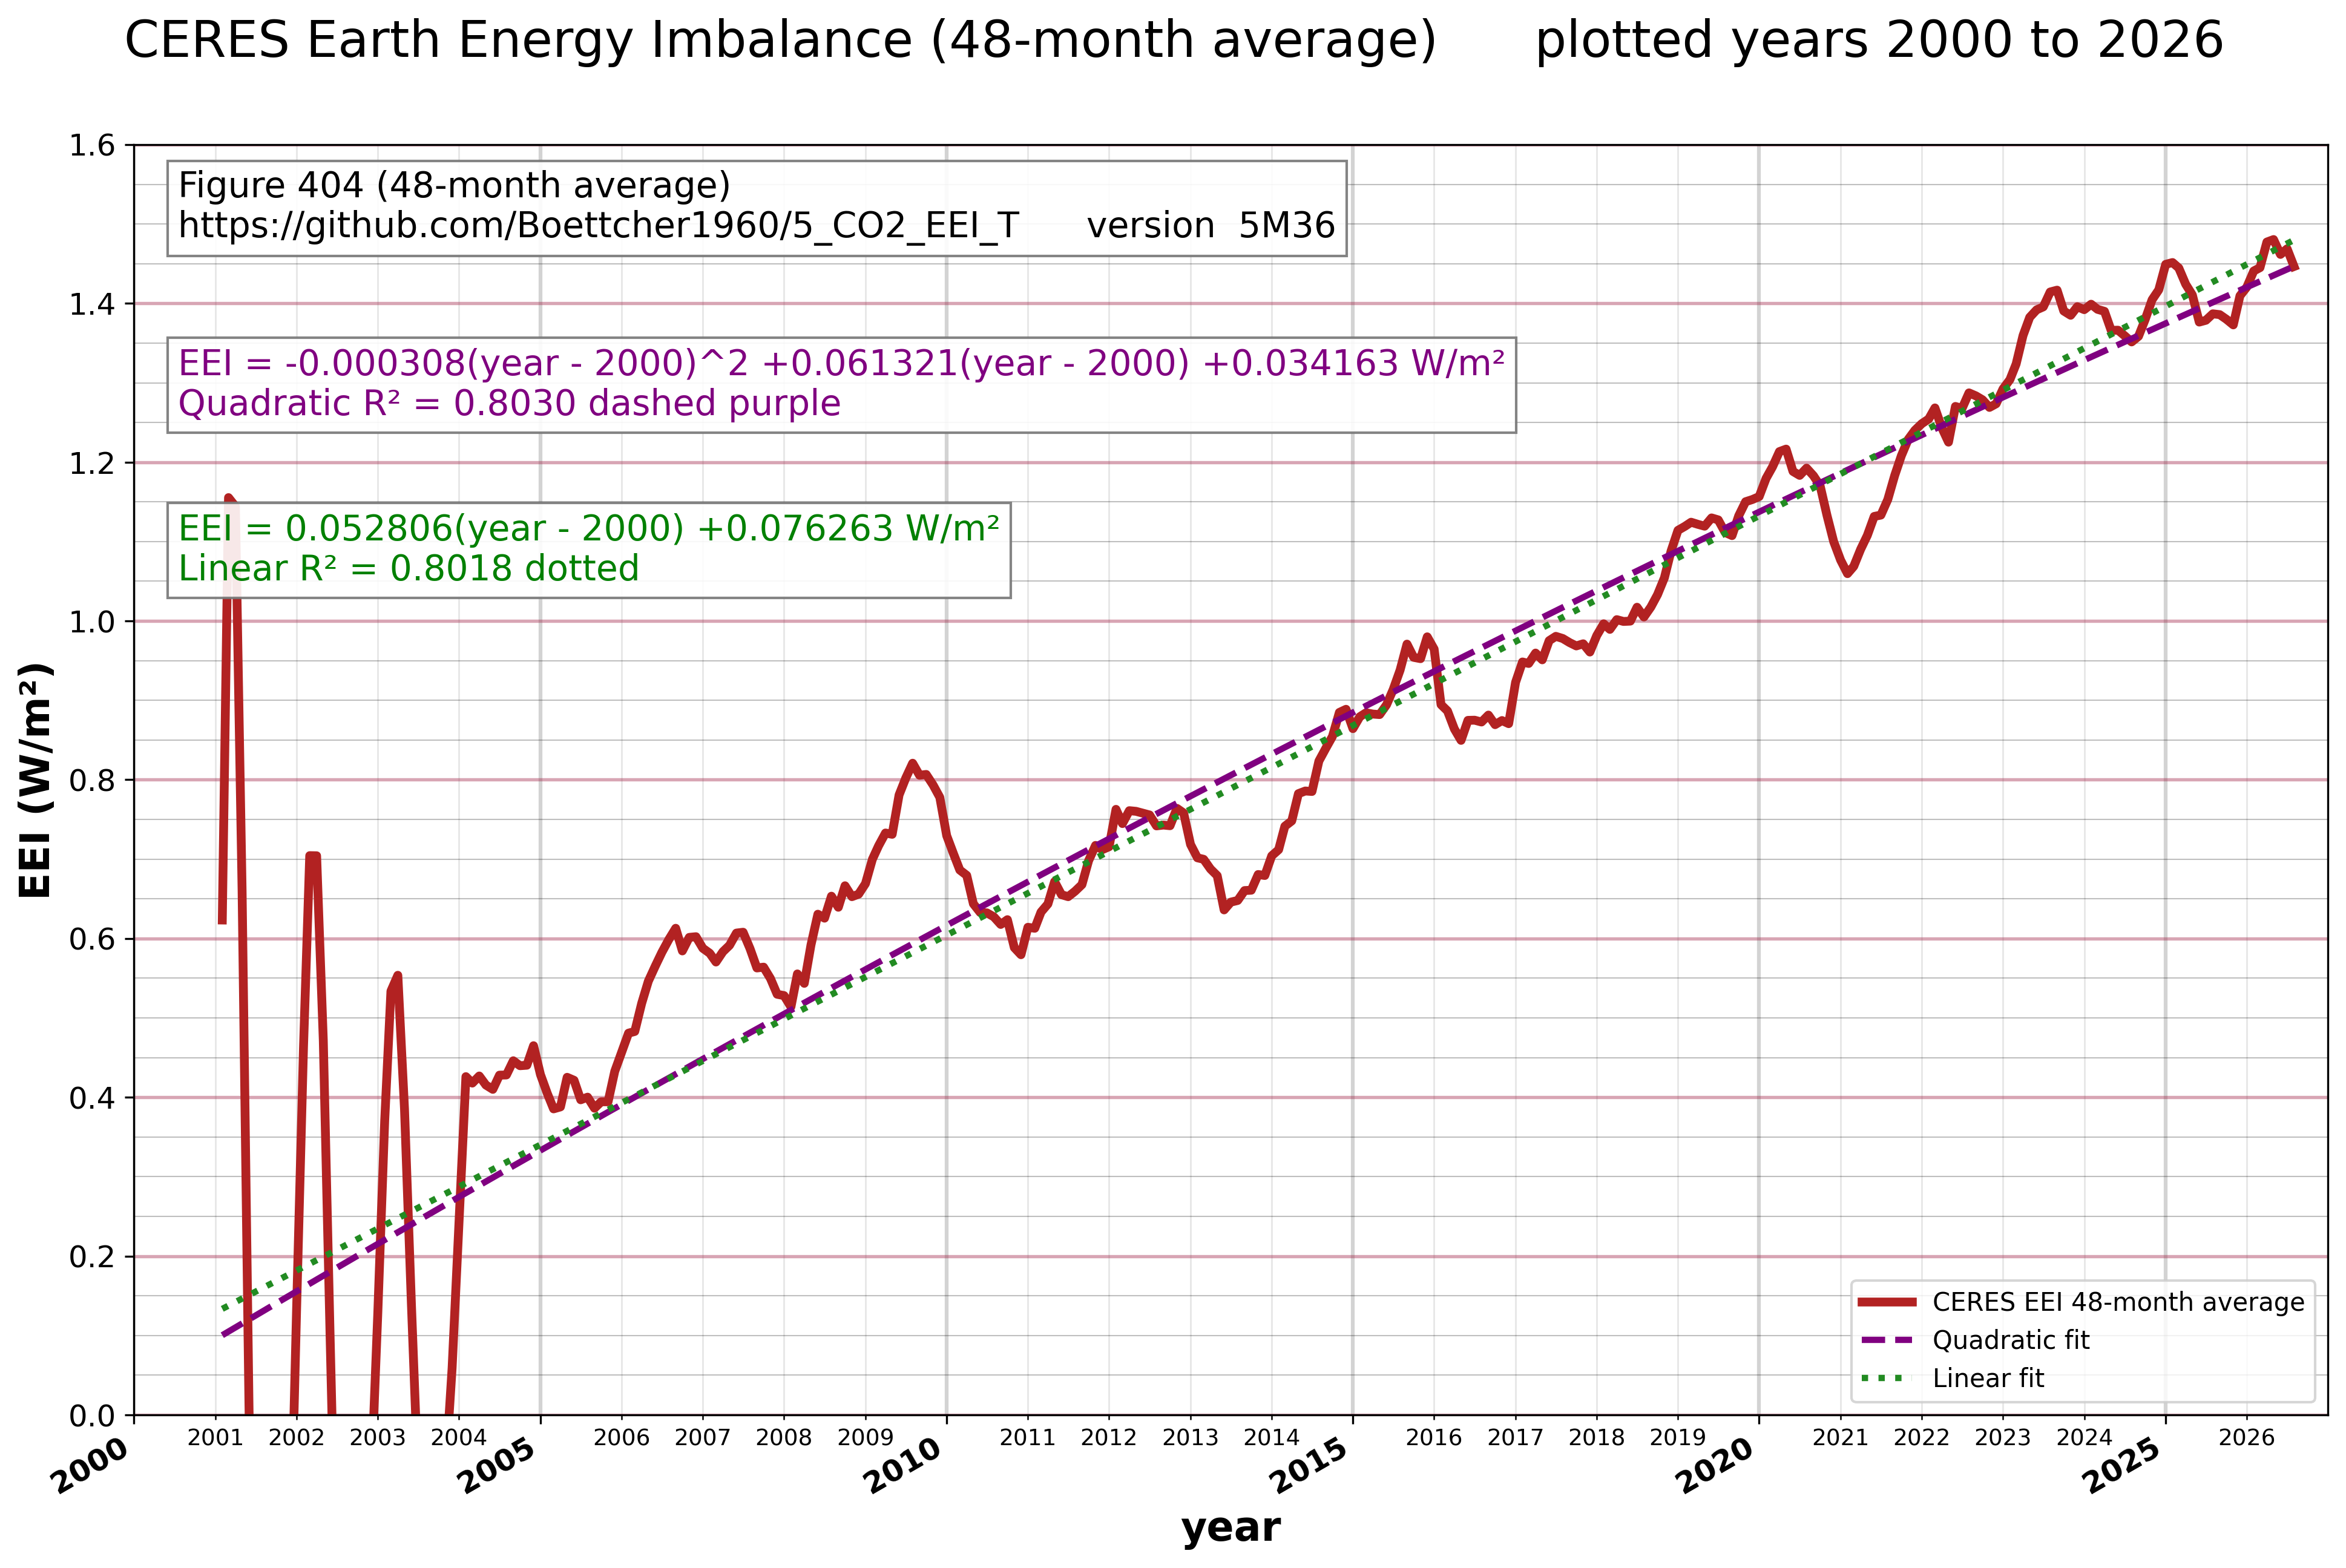 CERES Earth Energy Imbalance (48-month average)      plotted years 2000 to 2026
1.6
Figure 404 (48-month average)
https://github.com/Boettcher1960/5_CO2_EEI_T      version  5M36
1.4
EEI = -0.000308(year - 2000)^2 +0.061321(year - 2000) +0.034163 W/m²
Quadratic R² = 0.8030 dashed purple
1.2
EEI = 0.052806(year - 2000) +0.076263 W/m²
Linear R² = 0.8018 dotted
1.0
EEI (W/m²)
0.8
0.6
0.4
0.2
0.0
CERES EEI 48-month average
Quadratic fit
Linear fit
2000 2001 2002 2003 2004 2005 2006 2007 2008 2009 2010 2011 2012 2013 2014 2015 2016 2017 2018 2019 2020 2021 2022 2023 2024 2025 2026
year